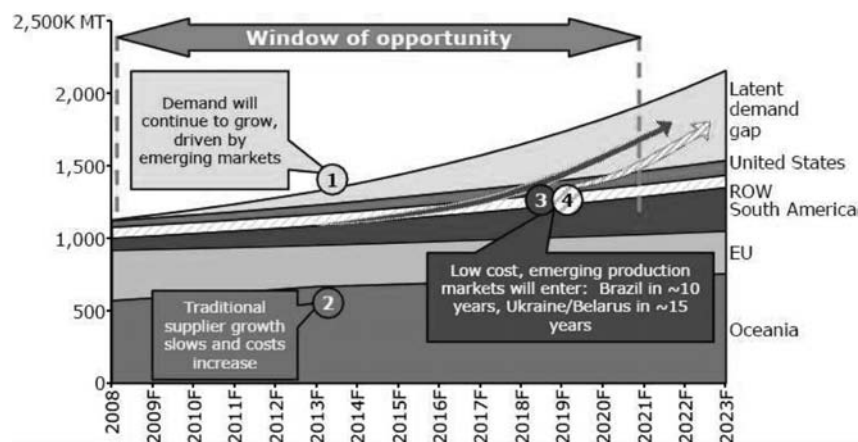 2,500K MT
Window of opportunity
2,000
1,500
1,000
500
0
Demand will
continue to grow,
driven by
emerging markets
1
Traditional
supplier growth
slows and costs
increase
2
3
4
Low cost, emerging production
markets will enter: Brazil in ~10
years, Ukraine/Belarus in ~15
years
Latent
demand
gap
United States
ROW
South America
EU
Oceania
2008
2009F
2010F
2011F
2012F
2013F
2014F
2015F
2016F
2017F
2018F
2019F
2020F
2021F
2022F
2023F